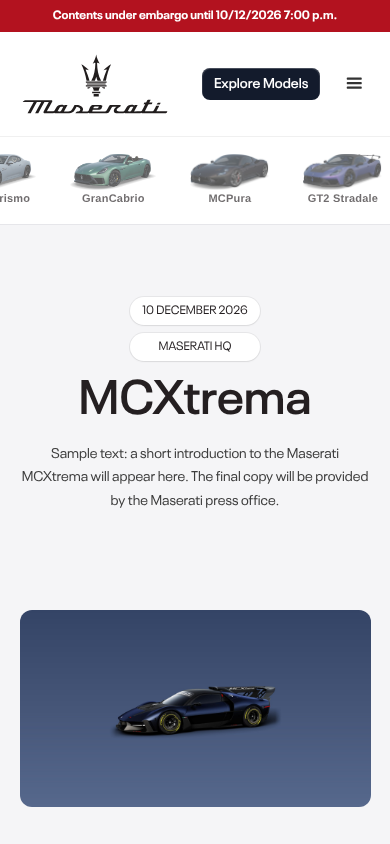 Contents under embargo until 10/12/2026 7:00 p.m.
Maserati
Explore Models
rismo
GranCabrio
MCPura
GT2 Stradale
10 DECEMBER 2026
MASERATI HQ
MCXtrema
Sample text: a short introduction to the Maserati
MCXtrema will appear here. The final copy will be provided
by the Maserati press office.